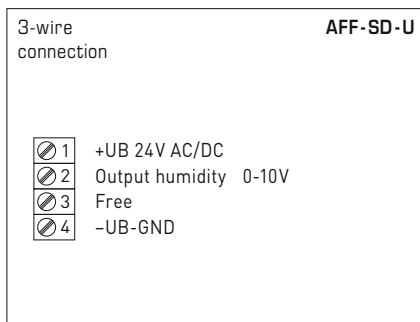 3-wire AFF-SD-U
connection
1 +UB 24V AC/DC
2 Output humidity 0-10V
3 Free
4 –UB-GND